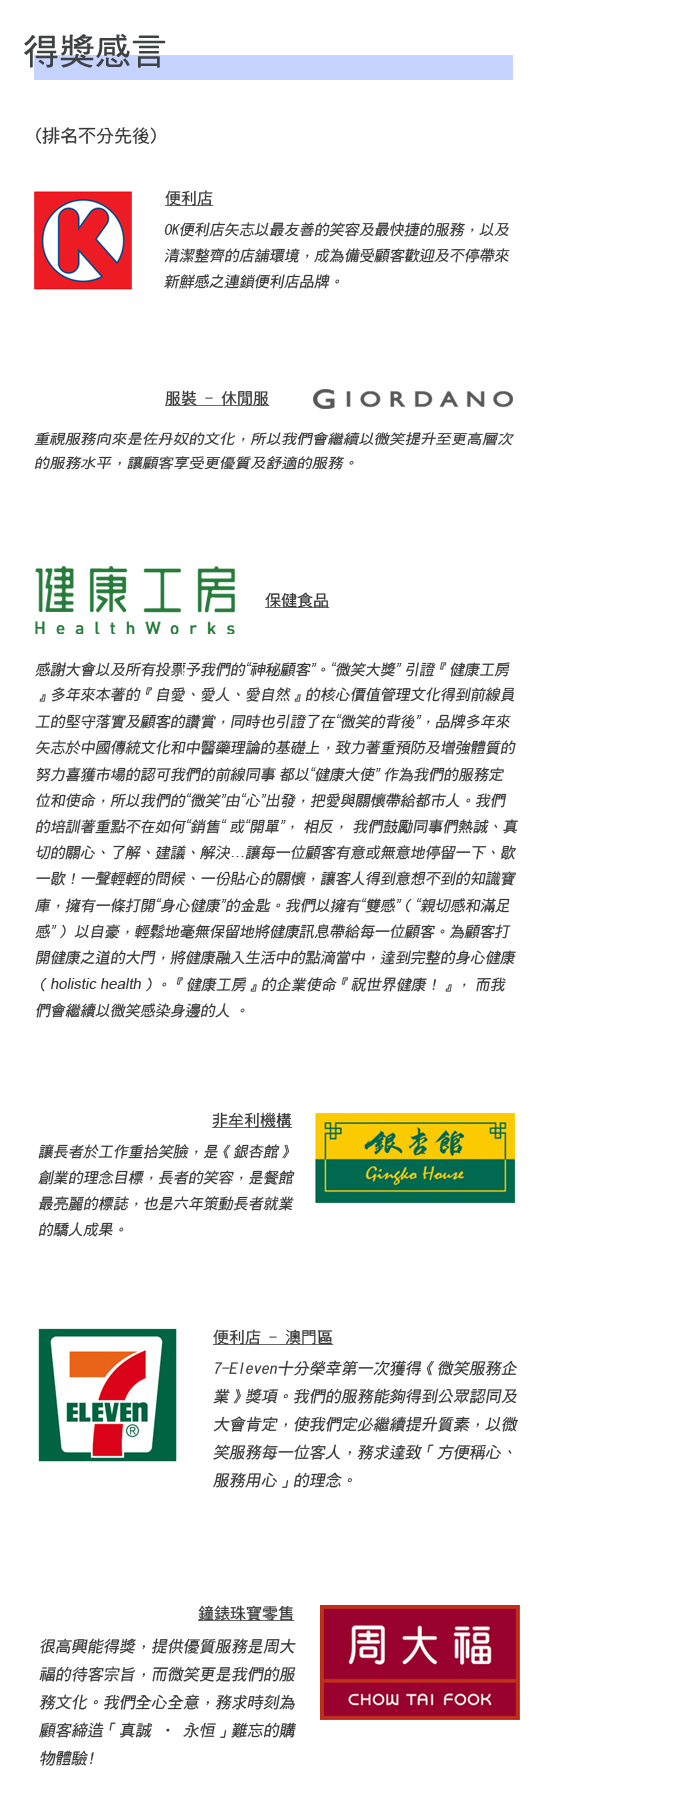 得獎感言
(排名不分先後)
便利店
OK便利店矢志以最友善的笑容及最快捷的服務，以及
清潔整齊的店舖環境，成為備受顧客歡迎及不停帶來
新鮮感之連鎖便利店品牌。
服裝 - 休閒服
GIORDANO
重視服務向來是佐丹奴的文化，所以我們會繼續以微笑提升至更高層次
的服務水平，讓顧客享受更優質及舒適的服務。
健康工房
HealthWorks
保健食品
感謝大會以及所有投票予我們的“神秘顧客”。“微笑大獎” 引證『健康工房
』多年來本著的『自愛、愛人、愛自然』的核心價值管理文化得到前線員
工的堅守落實及顧客的讚賞，同時也引證了在“微笑的背後”，品牌多年來
矢志於中國傳統文化和中醫藥理論的基礎上，致力著重預防及增強體質的
努力喜獲市場的認可我們的前線同事 都以“健康大使” 作為我們的服務定
位和使命，所以我們的“微笑”由“心”出發，把愛與關懷帶給都市人。我們
的培訓著重點不在如何“銷售“ 或“開單”， 相反， 我們鼓勵同事們熱誠、真
切的關心、了解、建議、解決…讓每一位顧客有意或無意地停留一下、歇
一歇！一聲輕輕的問候、一份貼心的關懷，讓客人得到意想不到的知識寶
庫，擁有一條打開“身心健康”的金匙。我們以擁有“雙感”（ “親切感和滿足
感” ）以自豪，輕鬆地毫無保留地將健康訊息帶給每一位顧客。為顧客打
開健康之道的大門，將健康融入生活中的點滴當中，達到完整的身心健康
（ holistic health ）。『健康工房』的企業使命『祝世界健康！』， 而我
們會繼續以微笑感染身邊的人 。
非牟利機構
讓長者於工作重拾笑臉，是《銀杏館》
創業的理念目標，長者的笑容，是餐館
最亮麗的標誌，也是六年策動長者就業
的驕人成果。
銀杏館
Gingko House
7
ELEVEN
®
便利店 - 澳門區
7-Eleven十分榮幸第一次獲得《微笑服務企
業》獎項。我們的服務能夠得到公眾認同及
大會肯定，使我們定必繼續提升質素，以微
笑服務每一位客人，務求達致「方便稱心、
服務用心」的理念。
鐘錶珠寶零售
很高興能得獎，提供優質服務是周大
福的待客宗旨，而微笑更是我們的服
務文化。我們全心全意，務求時刻為
顧客締造「真誠 ‧ 永恒」難忘的購
物體驗!
周大福
CHOW TAI FOOK